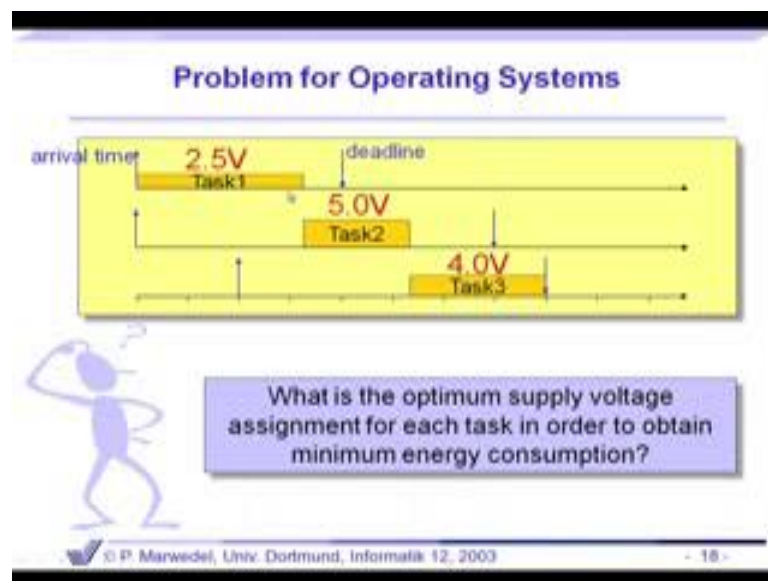 Problem for Operating Systems
arrival time
2.5V
deadline
Task1
5.0V
Task2
4.0V
Task3
?
What is the optimum supply voltage
assignment for each task in order to obtain
minimum energy consumption?
© P. Marwedel, Univ. Dortmund, Informatik 12, 2003
- 18 -